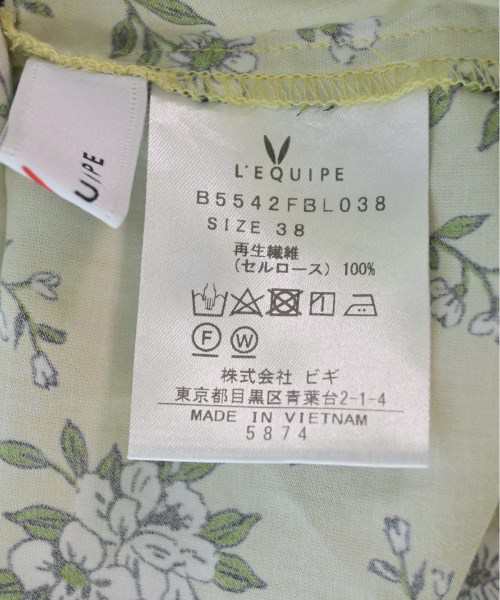 UIPE
L'EQUIPE
B5542FBL038
SIZE 38
再生繊維
(セルロース) 100%
F W
株式会社 ビギ
東京都目黒区青葉台2-1-4
MADE IN VIETNAM
5874